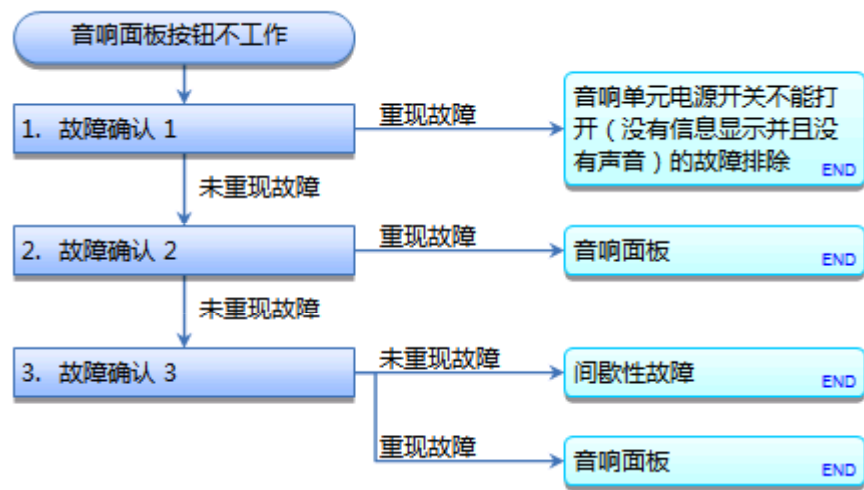 音响面板按钮不工作
1. 故障确认 1
重现故障
音响单元电源开关不能打
开（没有信息显示并且没
有声音）的故障排除
END
未重现故障
2. 故障确认 2
重现故障
音响面板
END
未重现故障
3. 故障确认 3
未重现故障
间歇性故障
END
重现故障
音响面板
END